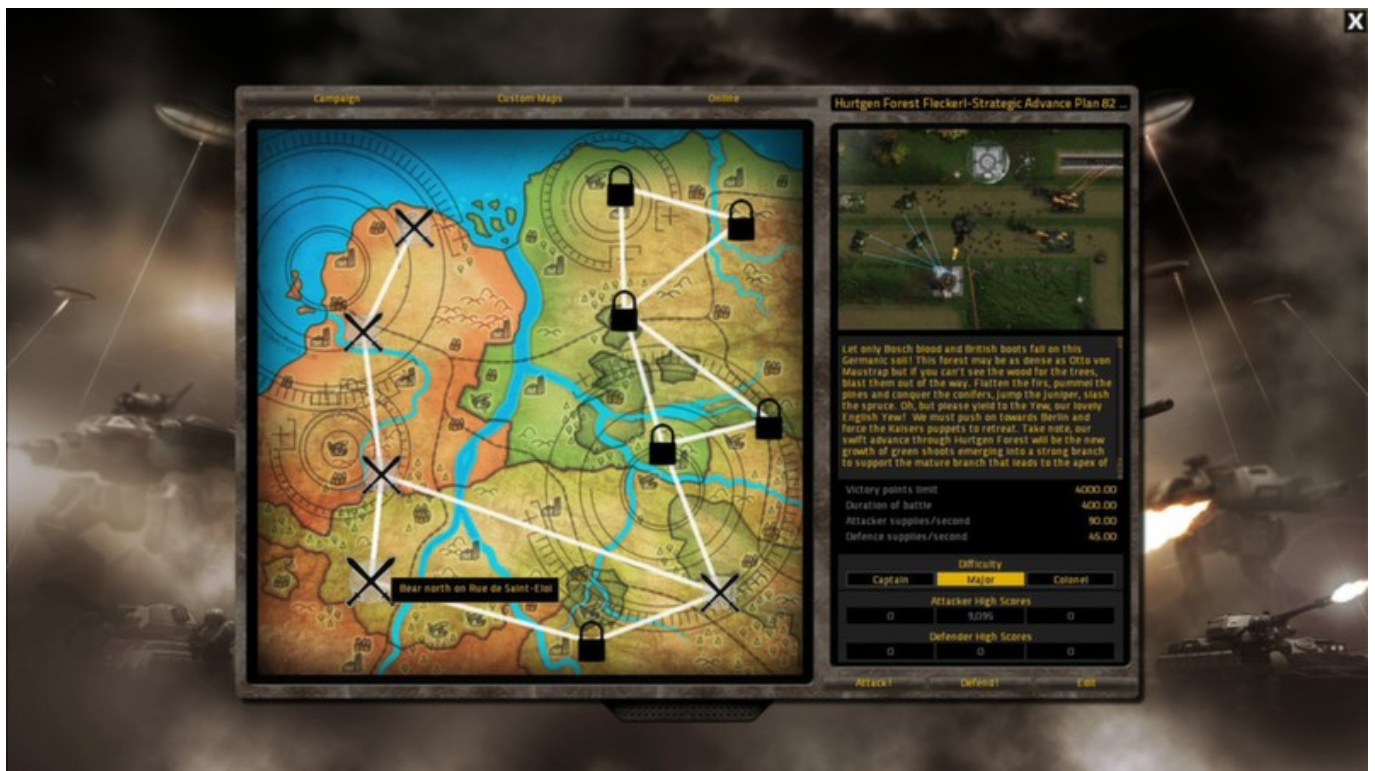 X
Campaign
Custom Maps
Online
Hurtgen Forest Fleckerl-Strategic Advance Plan 82 ...
Let only Bosch blood and British boots fall on this
Germanic soil! This forest may be as dense as Otto von
Maustrap but if you can't see the wood for the trees,
blast them out of the way. Flatten the firs, pummel the
pines and conquer the conifers, jump the juniper, slash
the spruce. Oh, but please yield to the Yew, our lovely
English Yew! We must push on towards Berlin and
force the Kaisers puppets to retreat. Take note, our
swift advance through Hurtgen Forest will be the new
growth of green shoots emerging into a strong branch
to support the mature branch that leads to the apex of
Victory points limit 4000.00
Duration of battle 400.00
Attacker supplies/second 90.00
Defence supplies/second 45.00
Difficulty
Captain Major Colonel
Attacker High Scores
0 9,095 0
Defender High Scores
0 0 0
Attack! Defend! Edit
Bear north on Rue de Saint-Eloi